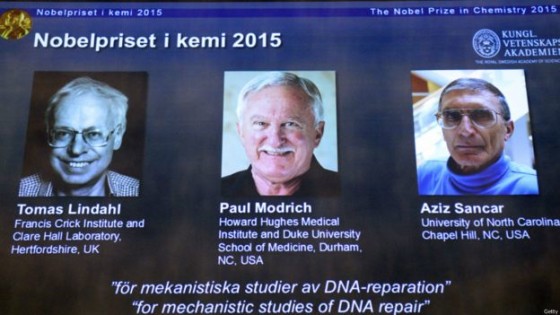 Nobelpriset i kemi 2015
The Nobel Prize in Chemistry 2015
Nobelpriset i kemi 2015
KUNGL.
VETENSKAPS
AKADEMIEN
THE ROYAL SWEDISH ACADEMY OF SCIENCES
Tomas Lindahl
Francis Crick Institute and
Clare Hall Laboratory,
Hertfordshire, UK
Paul Modrich
Howard Hughes Medical
Institute and Duke University
School of Medicine, Durham,
NC, USA
Aziz Sancar
University of North Carolina
Chapel Hill, NC, USA
"för mekanistiska studier av DNA-reparation"
"for mechanistic studies of DNA repair"
Getty